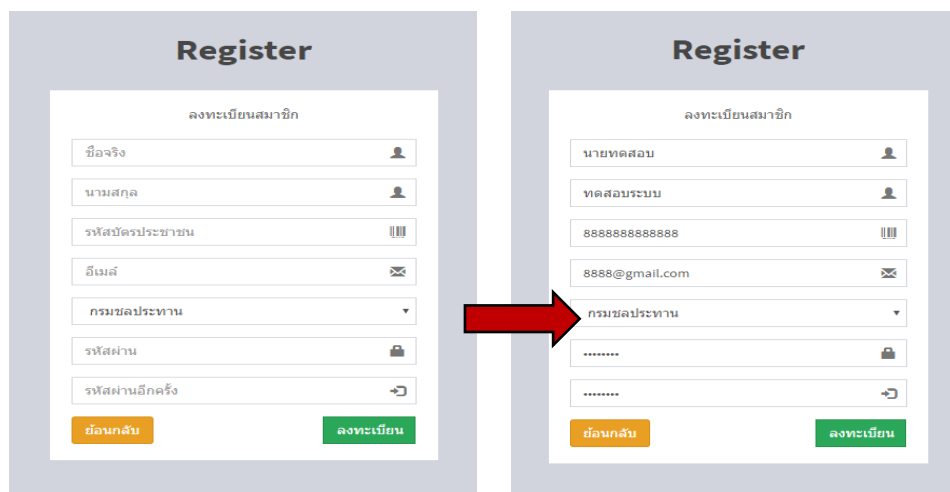 Register
ลงทะเบียนสมาชิก
ชื่อจริง
นามสกุล
รหัสบัตรประชาชน
อีเมล์
กรมชลประทาน
รหัสผ่าน
รหัสผ่านอีกครั้ง
ย้อนกลับ ลงทะเบียน
Register
ลงทะเบียนสมาชิก
นายทดสอบ
ทดสอบระบบ
8888888888888
8888@gmail.com
กรมชลประทาน
••••••••
••••••••
ย้อนกลับ ลงทะเบียน